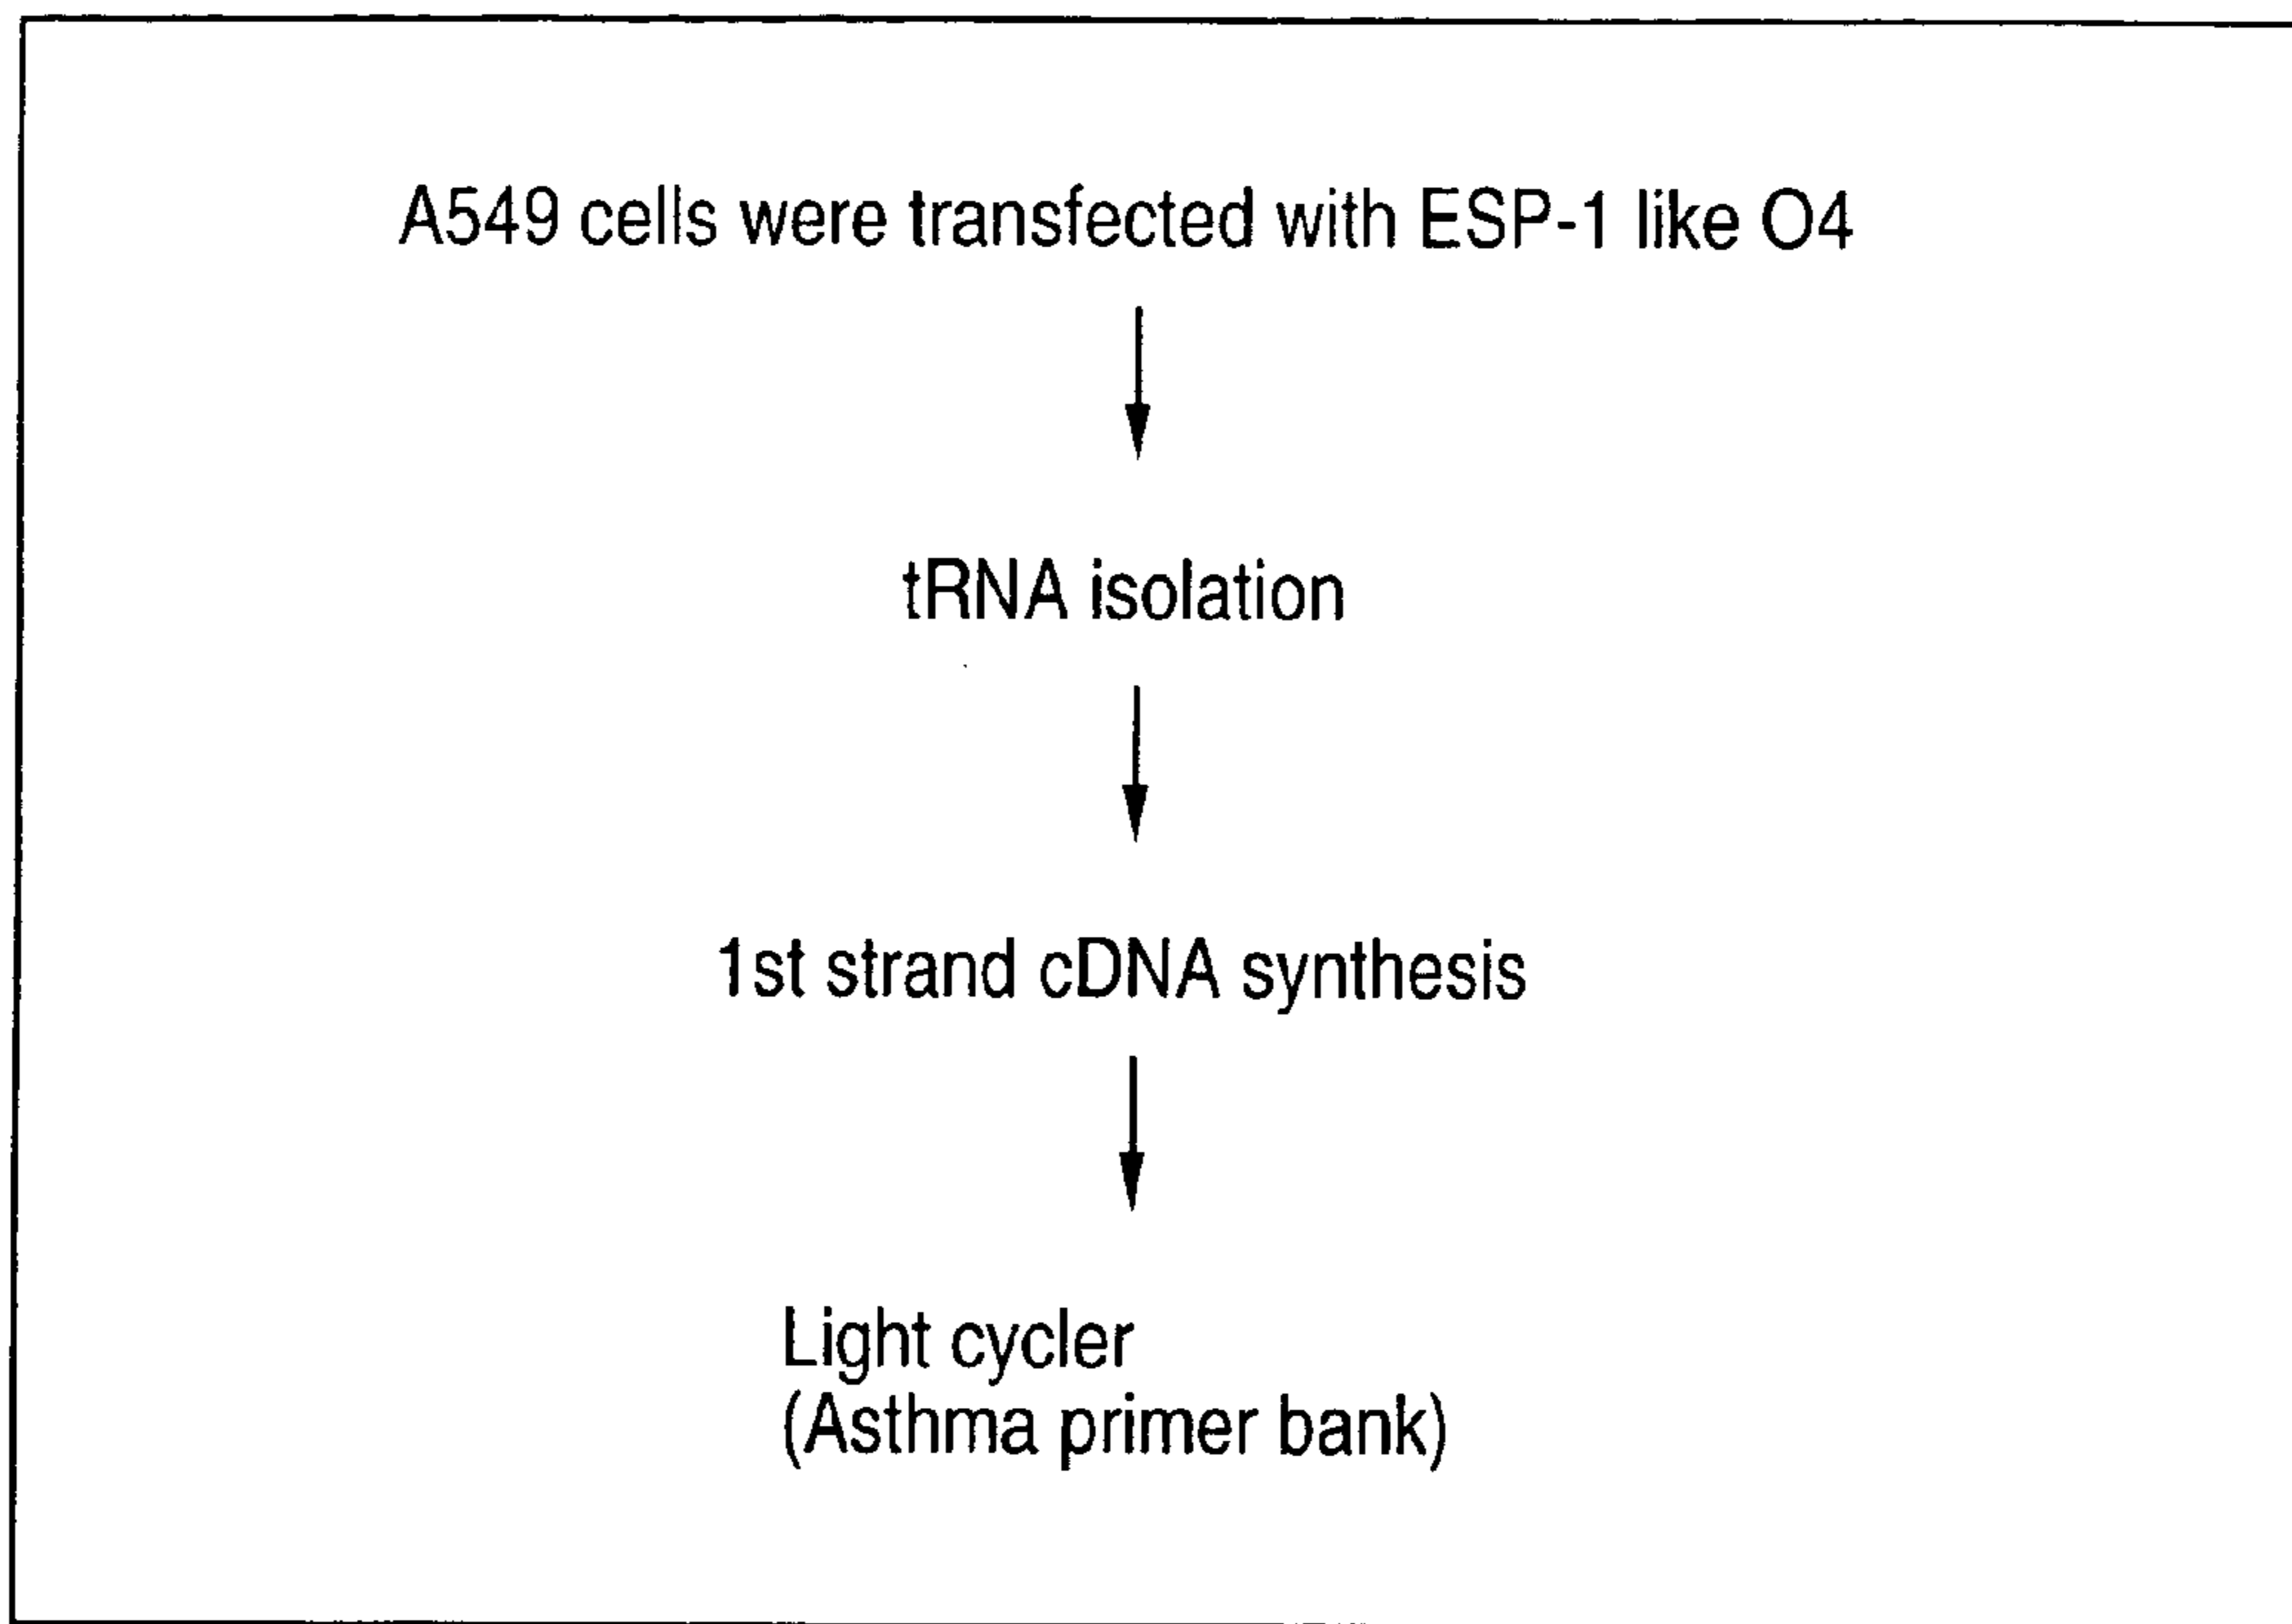 A549 cells were transfected with ESP-1 like O4
tRNA isolation
1st strand cDNA synthesis
Light cycler
(Asthma primer bank)